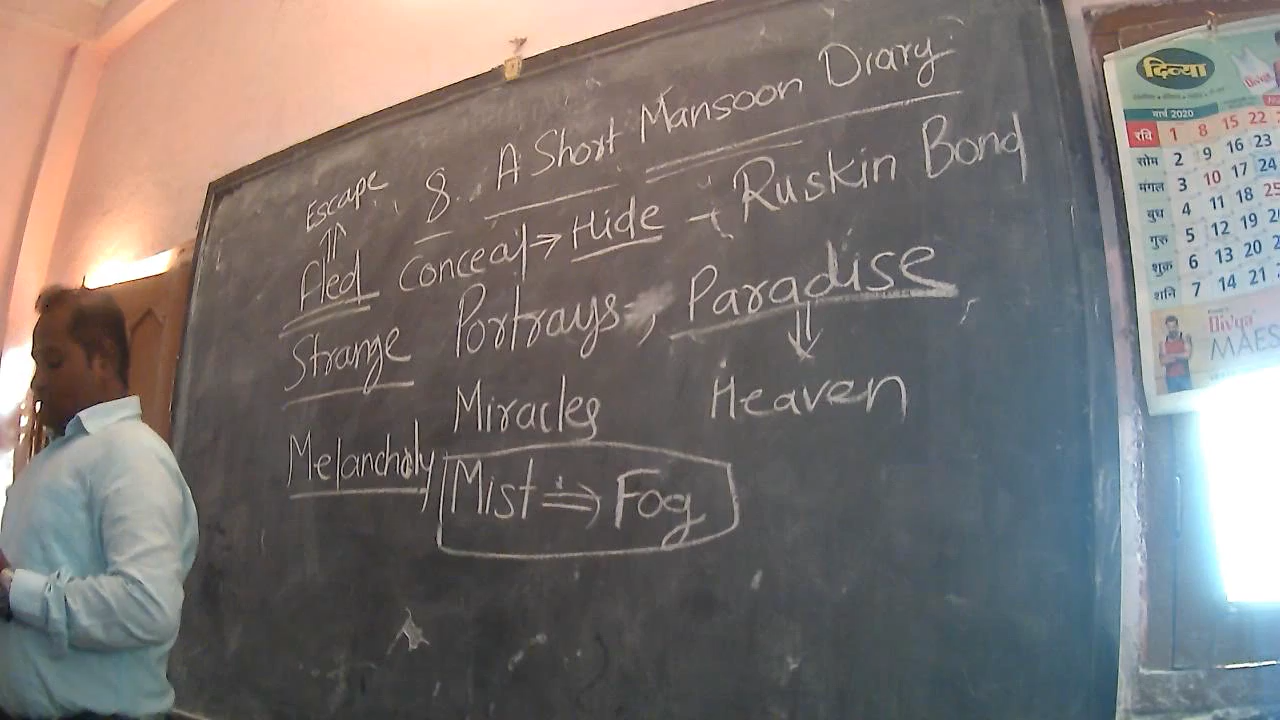 8. A Short Mansoon Diary
Escape
Fled Conceal → Hide - Ruskin Bond
Strange Portrays -, Paradise
Miracles Heaven
Melancholy
Mist ⇒ Fog
दिव्या
मार्च 2020
रवि 1 8 15 22
सोम 2 9 16 23
मंगल 3 10 17 24
बुध 4 11 18 25
गुरु 5 12 19
शुक्र 6 13 20
शनि 7 14 21
Divya
MAES